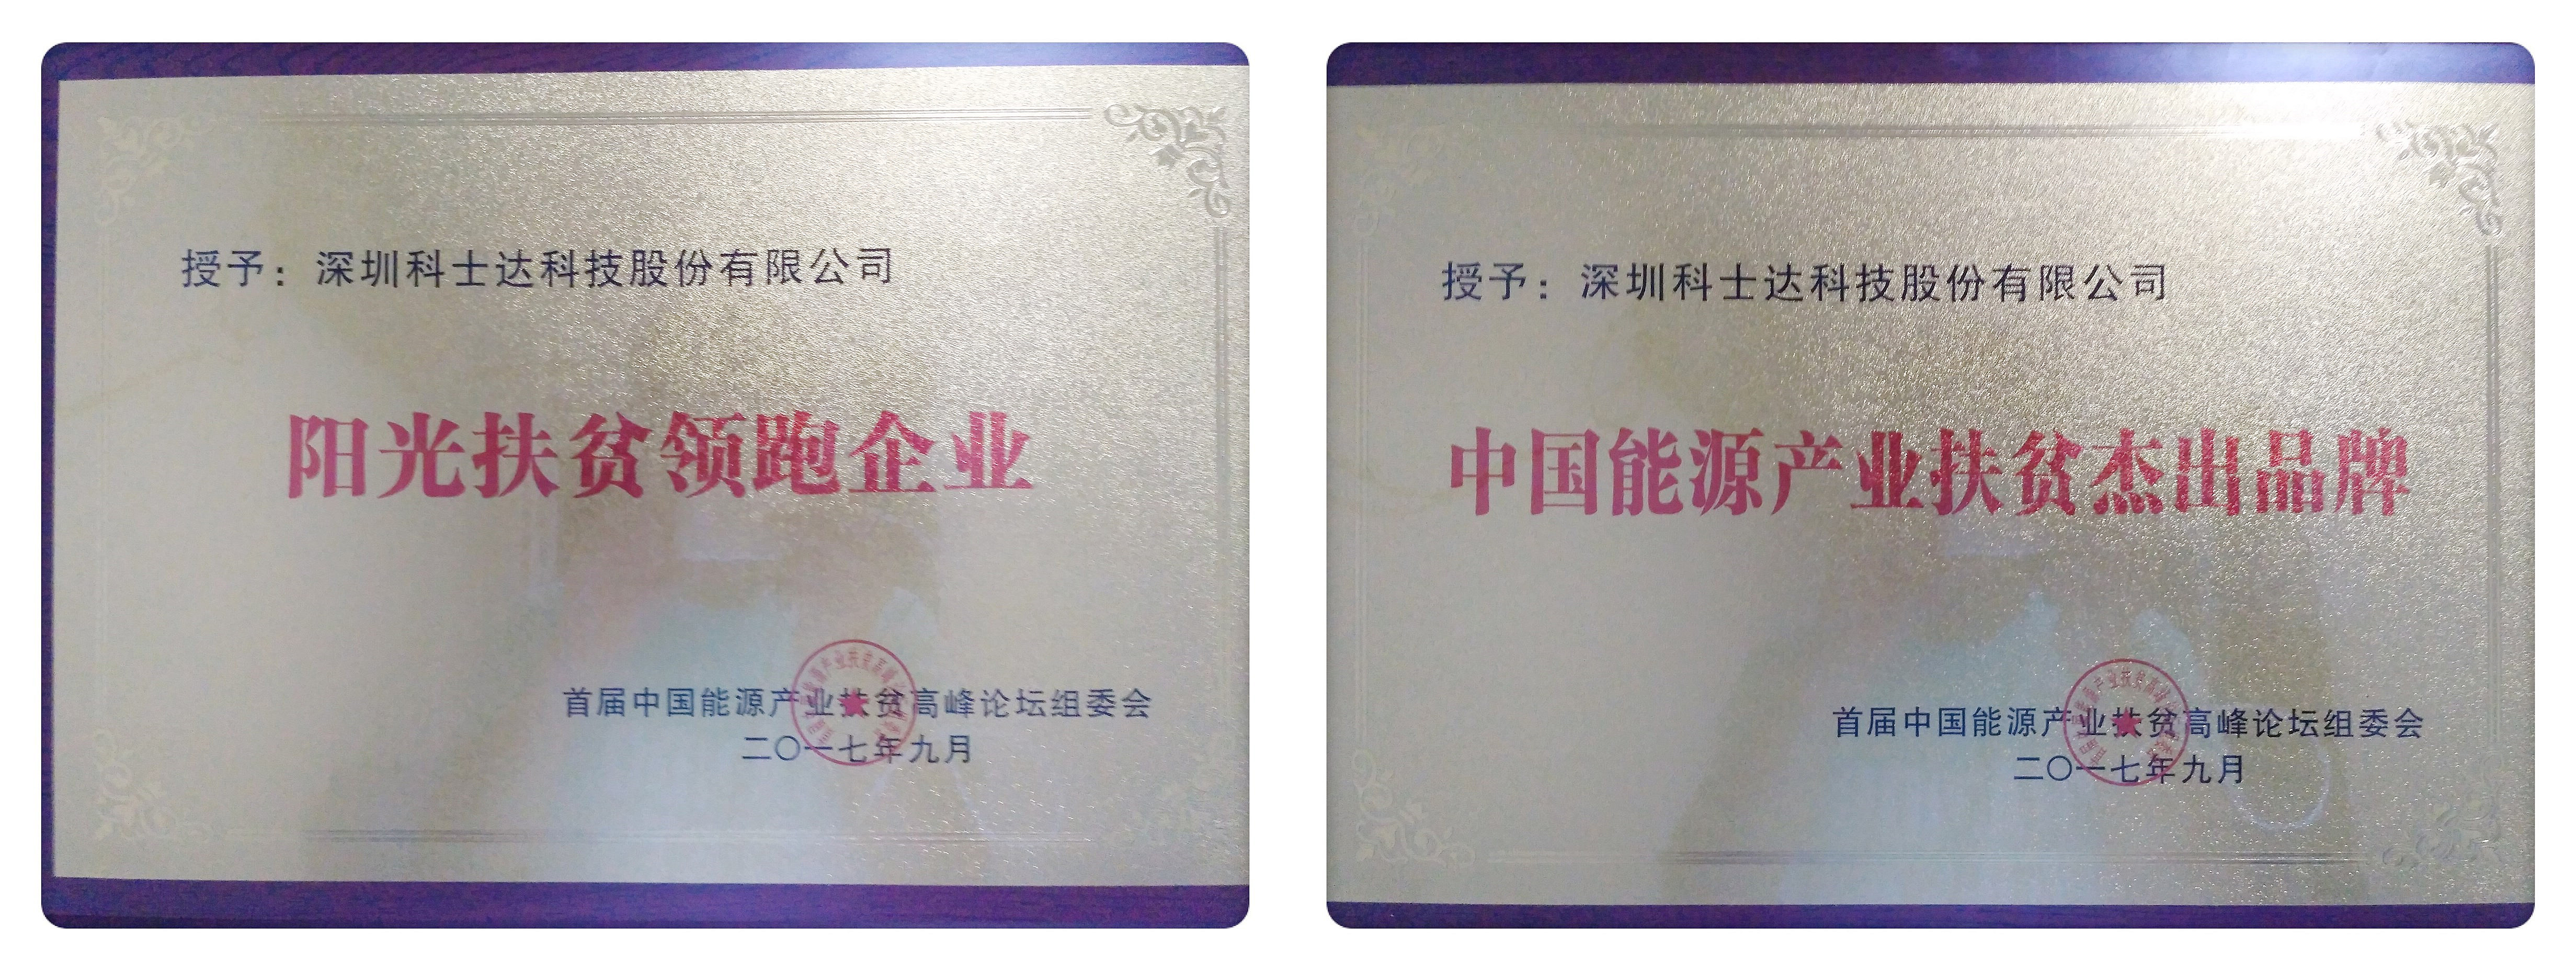 授予：深圳科士达科技股份有限公司
阳光扶贫领跑企业
首届中国能源产业扶贫高峰论坛组委会
二〇一七年九月
授予：深圳科士达科技股份有限公司
中国能源产业扶贫杰出品牌
首届中国能源产业扶贫高峰论坛组委会
二〇一七年九月